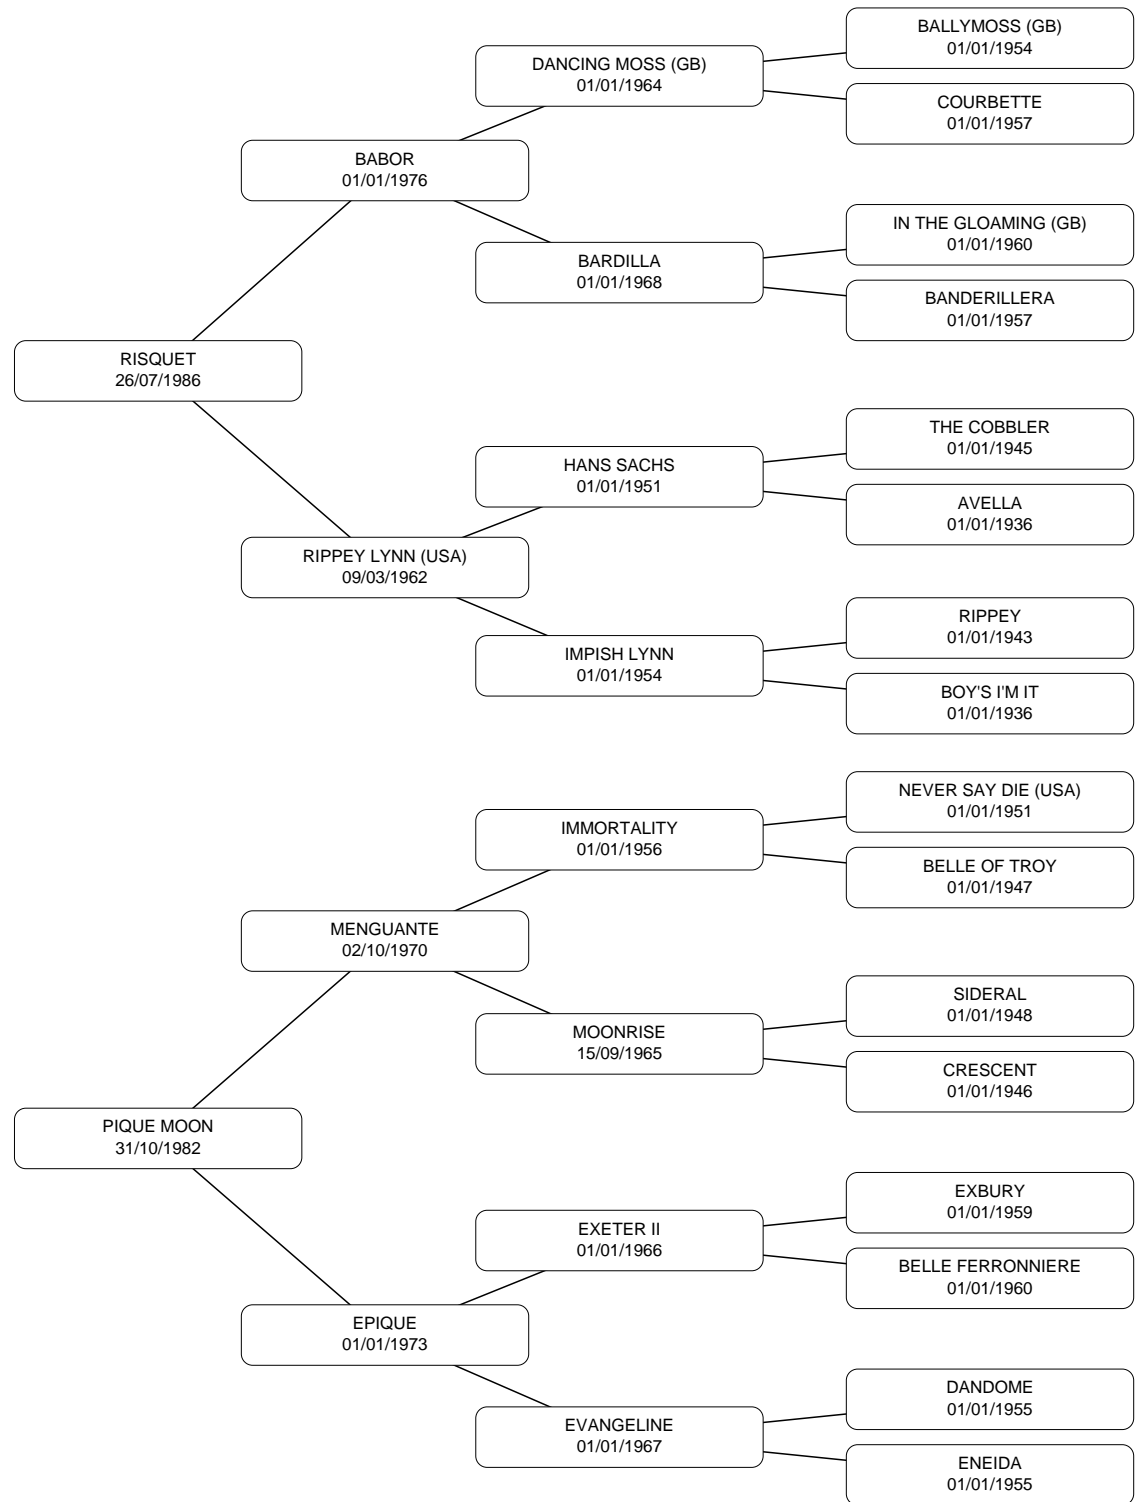 BALLYMOSS (GB)
01/01/1954
DANCING MOSS (GB)
01/01/1964
COURBETTE
01/01/1957
BABOR
01/01/1976
IN THE GLOAMING (GB)
01/01/1960
BARDILLA
01/01/1968
BANDERILLERA
01/01/1957
RISQUET
26/07/1986
THE COBBLER
01/01/1945
HANS SACHS
01/01/1951
AVELLA
01/01/1936
RIPPEY LYNN (USA)
09/03/1962
RIPPEY
01/01/1943
IMPISH LYNN
01/01/1954
BOY'S I'M IT
01/01/1936
NEVER SAY DIE (USA)
01/01/1951
IMMORTALITY
01/01/1956
BELLE OF TROY
01/01/1947
MENGUANTE
02/10/1970
SIDERAL
01/01/1948
MOONRISE
15/09/1965
CRESCENT
01/01/1946
PIQUE MOON
31/10/1982
EXBURY
01/01/1959
EXETER II
01/01/1966
BELLE FERRONNIERE
01/01/1960
EPIQUE
01/01/1973
DANDOME
01/01/1955
EVANGELINE
01/01/1967
ENEIDA
01/01/1955